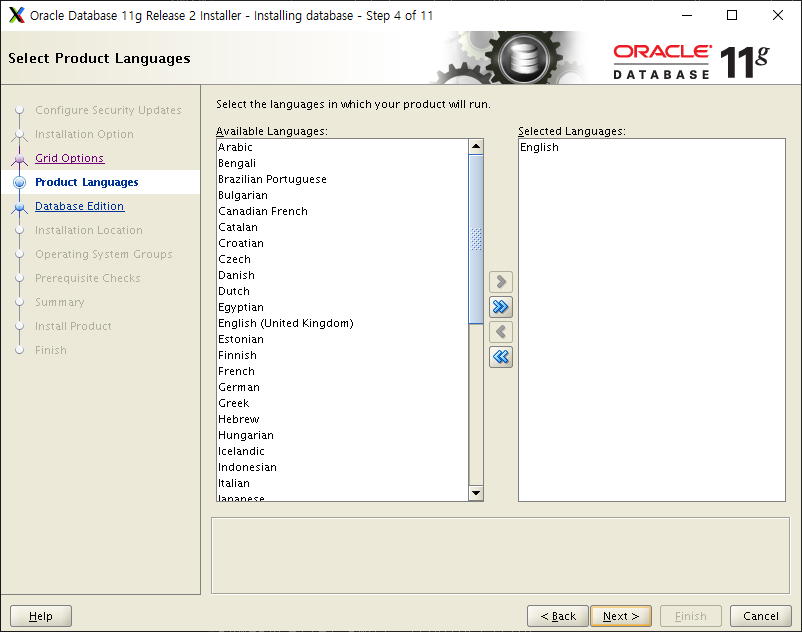 Oracle Database 11g Release 2 Installer - Installing database - Step 4 of 11
Select Product Languages
ORACLE
DATABASE
11g
Configure Security Updates
Installation Option
Grid Options
Product Languages
Database Edition
Installation Location
Operating System Groups
Prerequisite Checks
Summary
Install Product
Finish
Select the languages in which your product will run.
Available Languages:
Arabic
Bengali
Brazilian Portuguese
Bulgarian
Canadian French
Catalan
Croatian
Czech
Danish
Dutch
Egyptian
English (United Kingdom)
Estonian
Finnish
French
German
Greek
Hebrew
Hungarian
Icelandic
Indonesian
Italian
Japanese
Selected Languages:
English
Help
< Back
Next >
Finish
Cancel